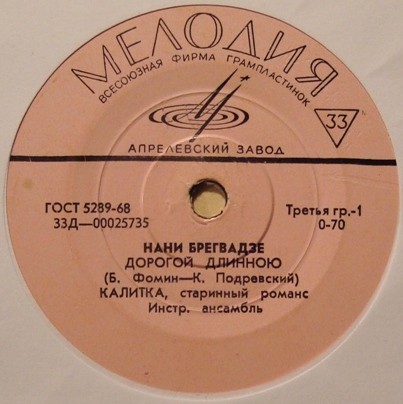 МЕЛОДИЯ
ВСЕСОЮЗНАЯ ФИРМА ГРАМПЛАСТИНОК
33
АПРЕЛЕВСКИЙ ЗАВОД
ГОСТ 5289-68 Третья гр.-1
33Д—00025735 0-70
НАНИ БРЕГВАДЗЕ
ДОРОГОЙ ДЛИННОЮ
(Б. Фомин—К. Подревский)
КАЛИТКА, старинный романс
Инстр. ансамбль